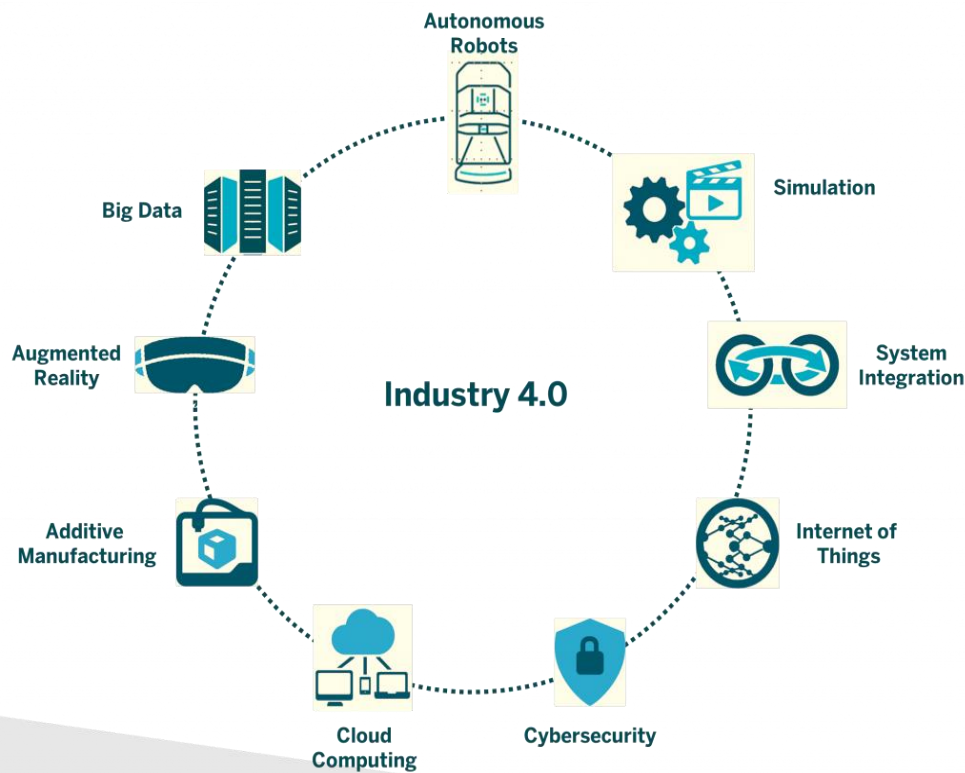 Autonomous
Robots
Simulation
System
Integration
Internet of
Things
Cybersecurity
Cloud
Computing
Additive
Manufacturing
Augmented
Reality
Big Data
Industry 4.0